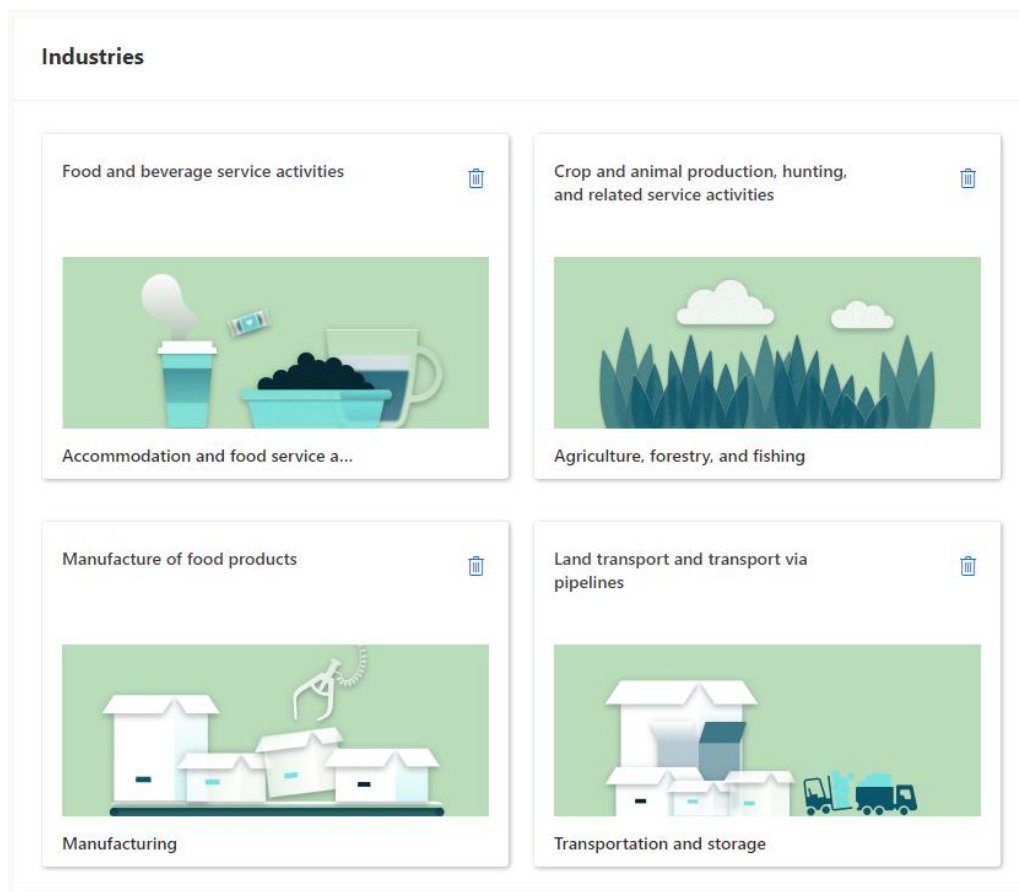 Industries
Food and beverage service activities
Accommodation and food service a...
Crop and animal production, hunting,
and related service activities
Agriculture, forestry, and fishing
Manufacture of food products
Manufacturing
Land transport and transport via
pipelines
Transportation and storage